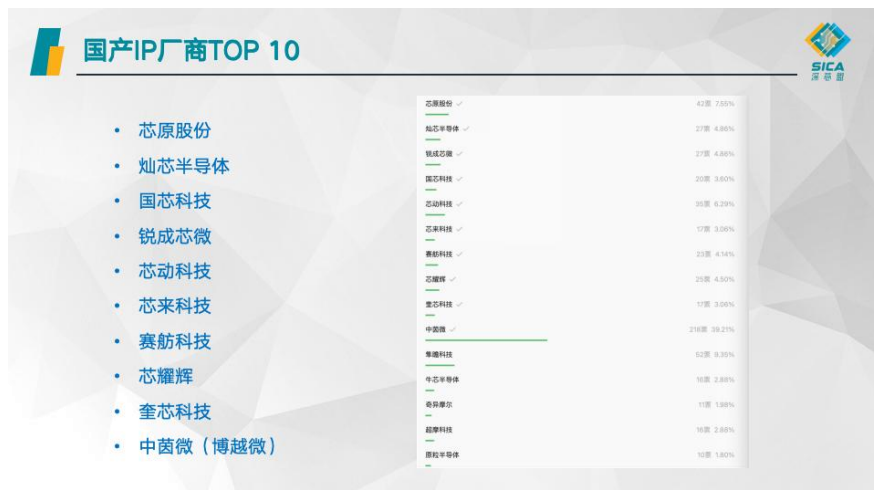 国产IP厂商TOP 10
SICA
深芯盟
• 芯原股份
• 灿芯半导体
• 国芯科技
• 锐成芯微
• 芯动科技
• 芯来科技
• 赛舫科技
• 芯耀辉
• 奎芯科技
• 中茵微（博越微）
芯原股份 ✓ 42票 7.55%
灿芯半导体 ✓ 27票 4.86%
锐成芯微 ✓ 27票 4.86%
国芯科技 ✓ 20票 3.60%
芯动科技 ✓ 35票 6.29%
芯来科技 ✓ 17票 3.06%
赛舫科技 ✓ 23票 4.14%
芯耀辉 ✓ 25票 4.50%
奎芯科技 ✓ 17票 3.06%
中茵微 ✓ 218票 39.21%
隼瞻科技 52票 9.35%
牛芯半导体 16票 2.88%
奇异摩尔 11票 1.98%
超摩科技 16票 2.88%
原粒半导体 10票 1.80%